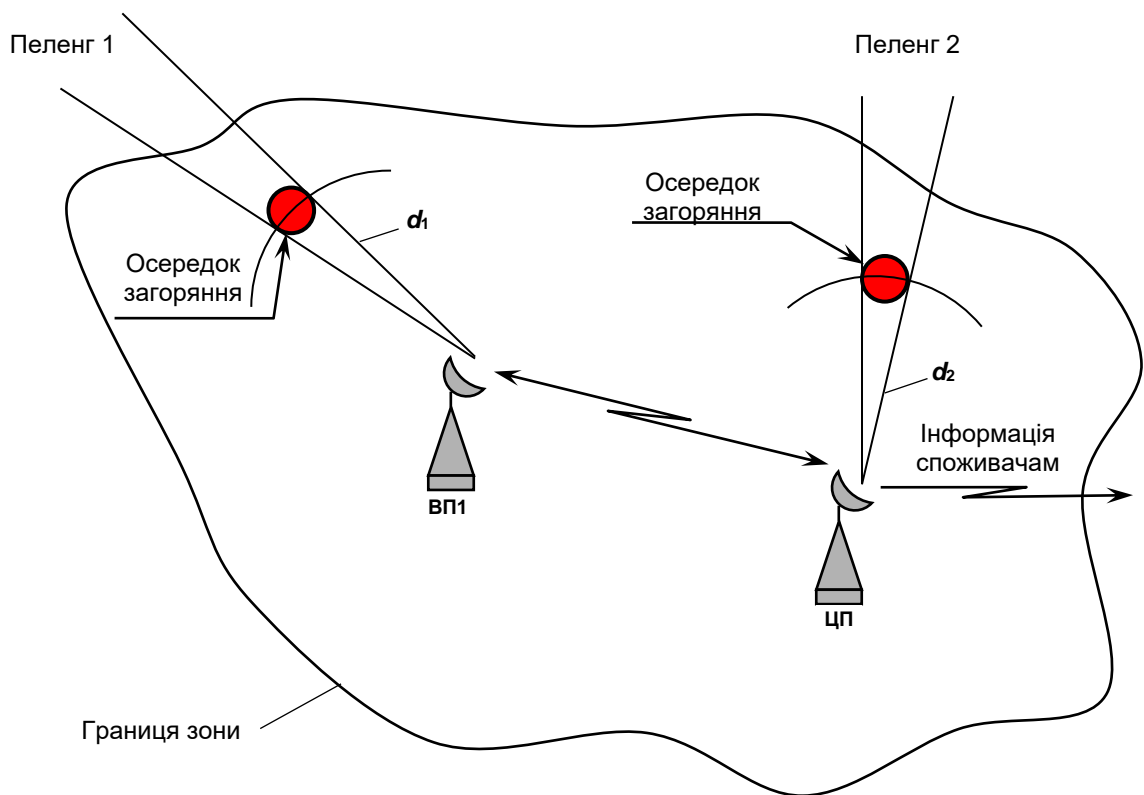 Пеленг 1
Пеленг 2
Осередок
загоряння
d1
Осередок
загоряння
d2
Інформація
споживачам
ВП1
ЦП
Границя зони